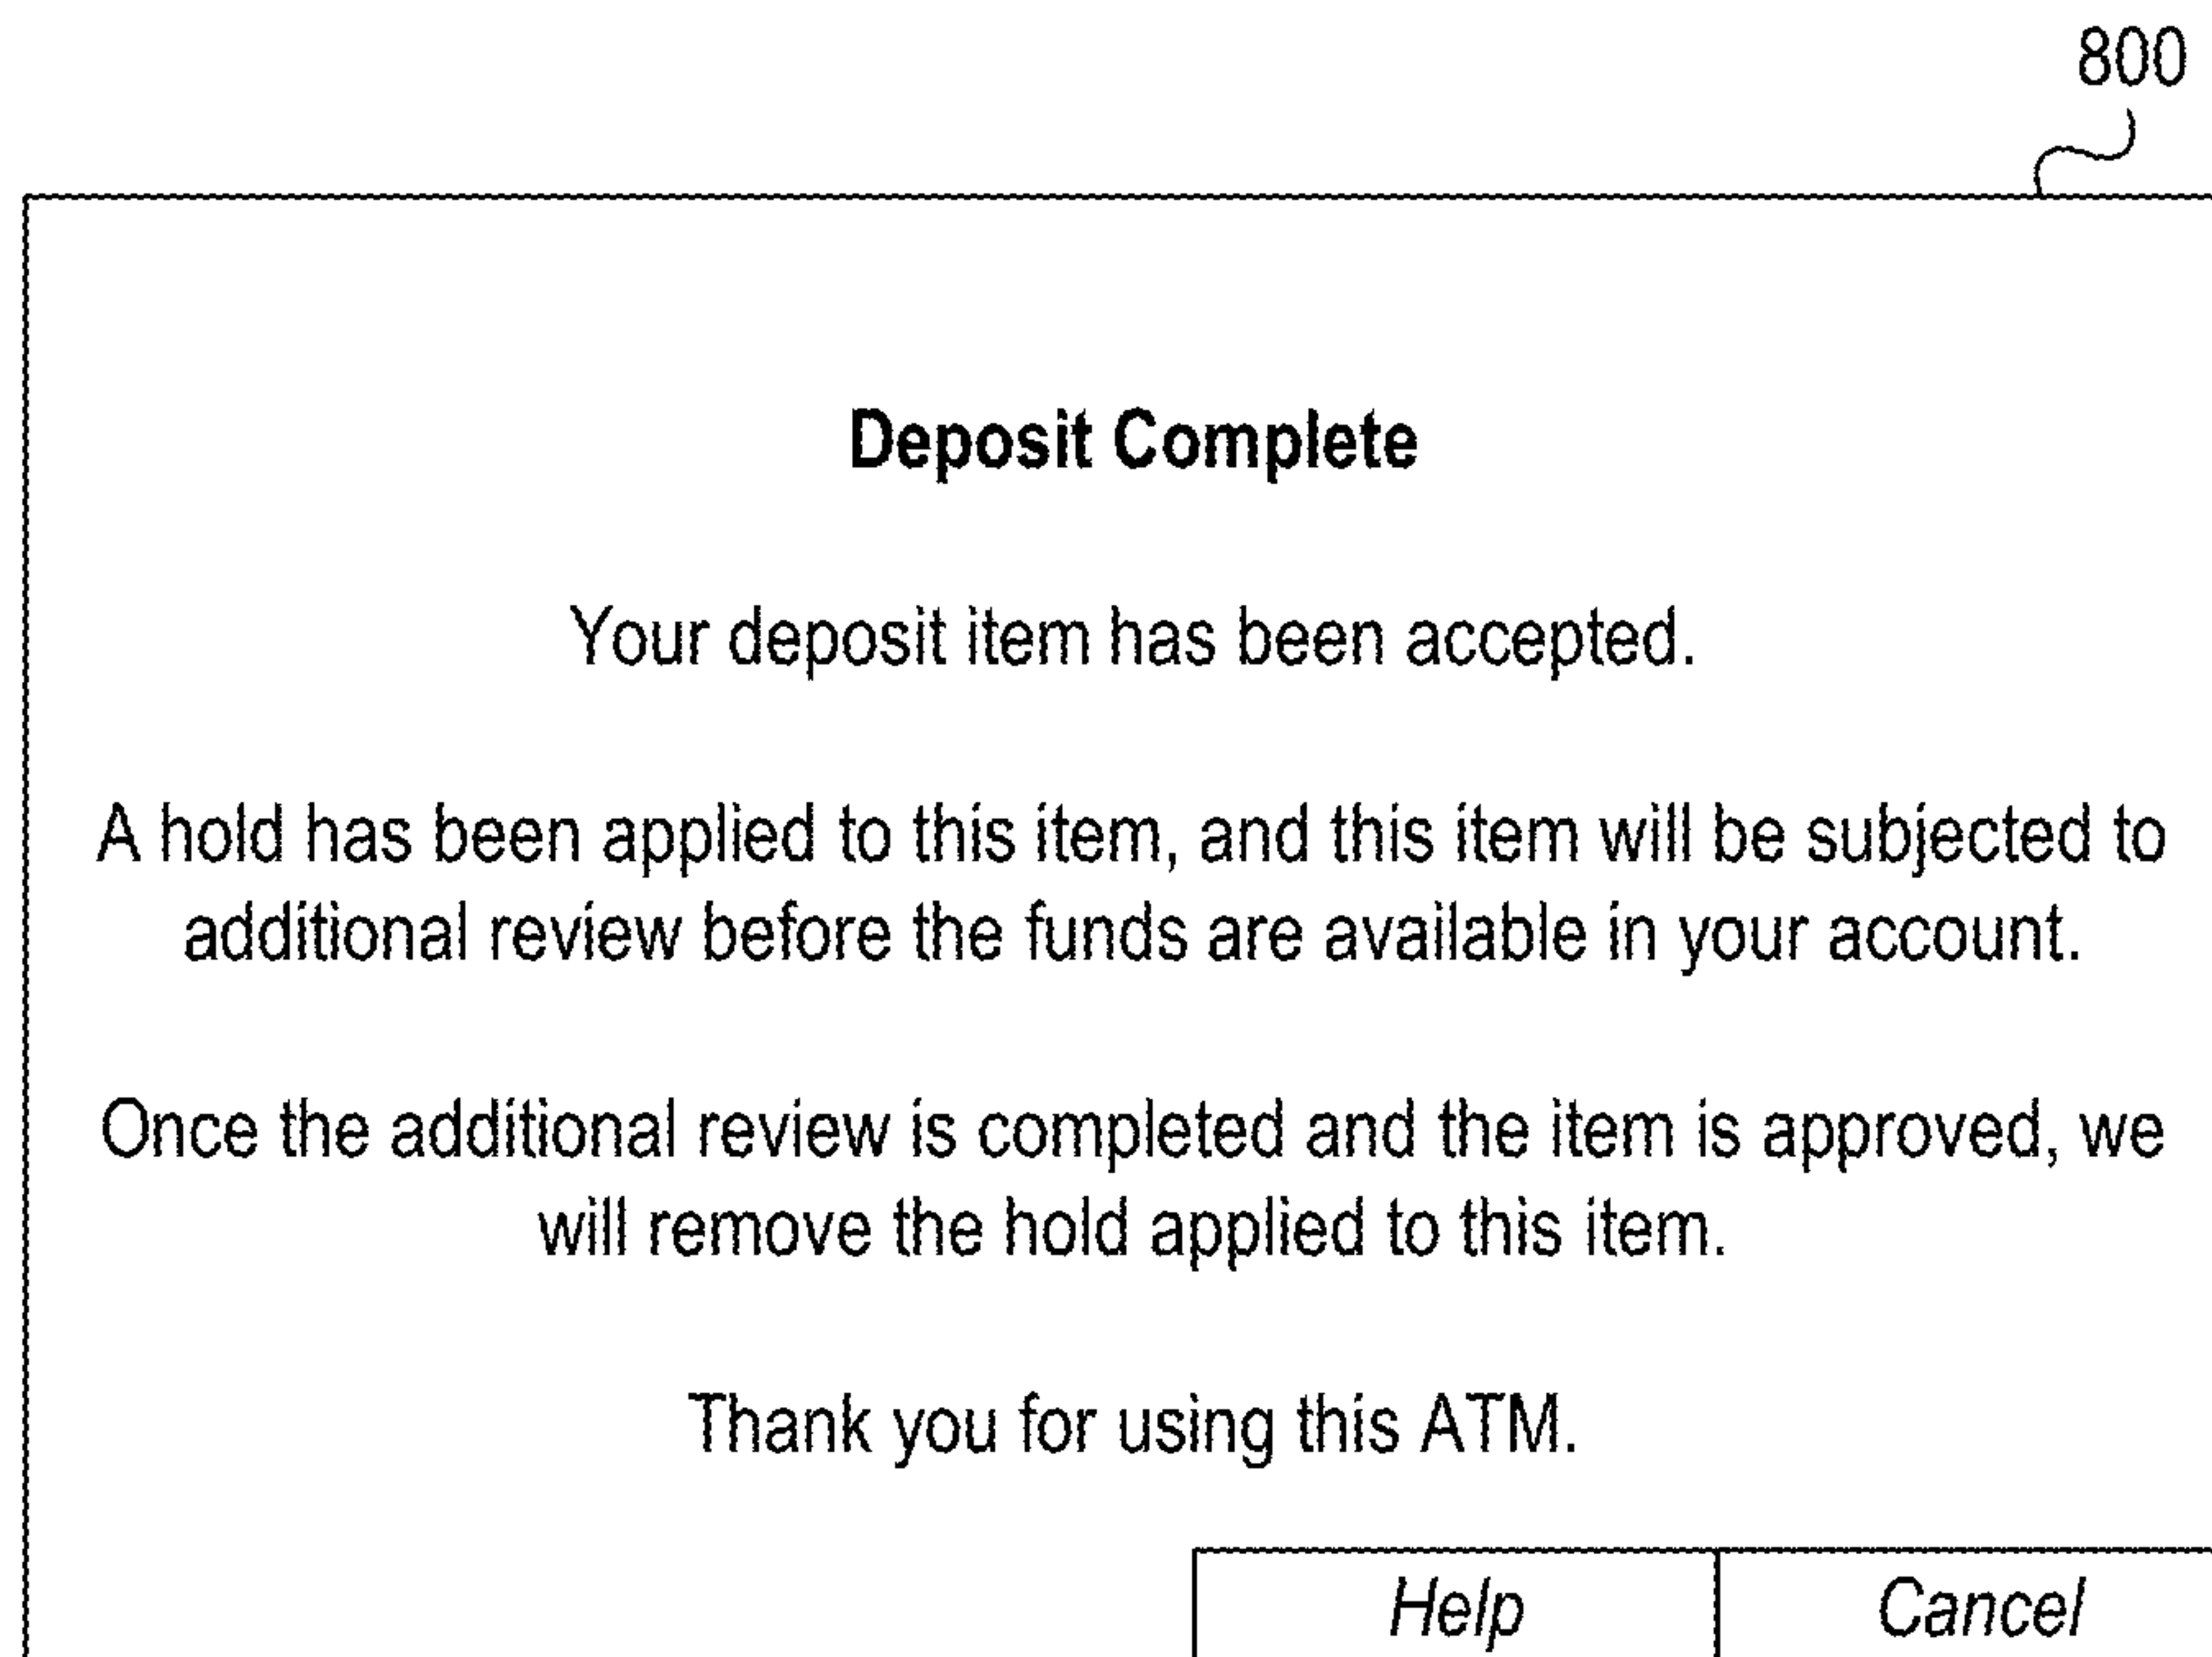 800
Deposit Complete
Your deposit item has been accepted.
A hold has been applied to this item, and this item will be subjected to
additional review before the funds are available in your account.
Once the additional review is completed and the item is approved, we
will remove the hold applied to this item.
Thank you for using this ATM.
Help
Cancel